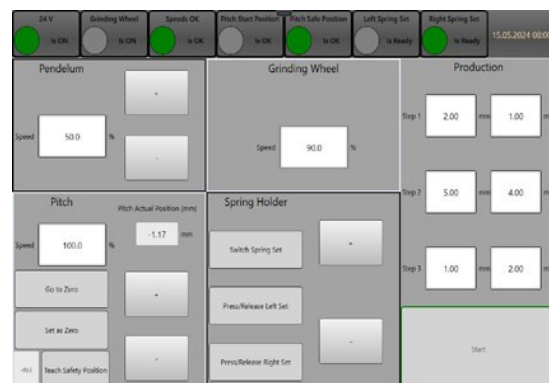 24 V
Is ON
Grinding Wheel
Is ON
Speeds OK
Is OK
Pitch Start Position
Is OK
Pitch Safe Position
Is OK
Left Spring Set
Is Ready
Right Spring Set
Is Ready
15.05.2024 08:00
Pendelum
+
Speed 50.0 %
-
Grinding Wheel
Speed 90.0 %
Production
Step 1 2.00 mm 1.00
Step 2 5.00 mm 4.00
Step 3 1.00 mm 2.00
Start
Pitch
Pitch Actual Position (mm)
-1.17 mm
Speed 100.0 %
Go to Zero
+
Set as Zero
Teach Safety Position
-
Spring Holder
Switch Spring Set
+
Press/Release Left Set
-
Press/Release Right Set